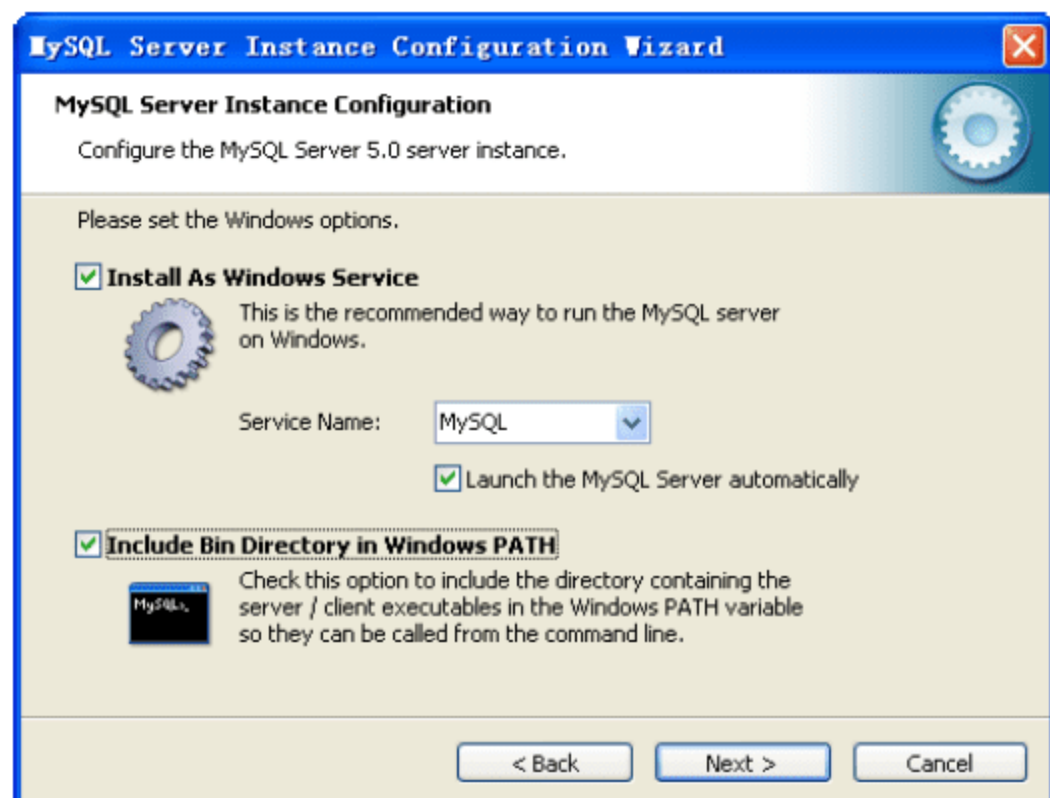 MySQL Server Instance Configuration Wizard
MySQL Server Instance Configuration
Configure the MySQL Server 5.0 server instance.
Please set the Windows options.
Install As Windows Service
This is the recommended way to run the MySQL server
on Windows.
Service Name: MySQL
Launch the MySQL Server automatically
Include Bin Directory in Windows PATH
Check this option to include the directory containing the
server / client executables in the Windows PATH variable
so they can be called from the command line.
MySQL>_
< Back Next > Cancel